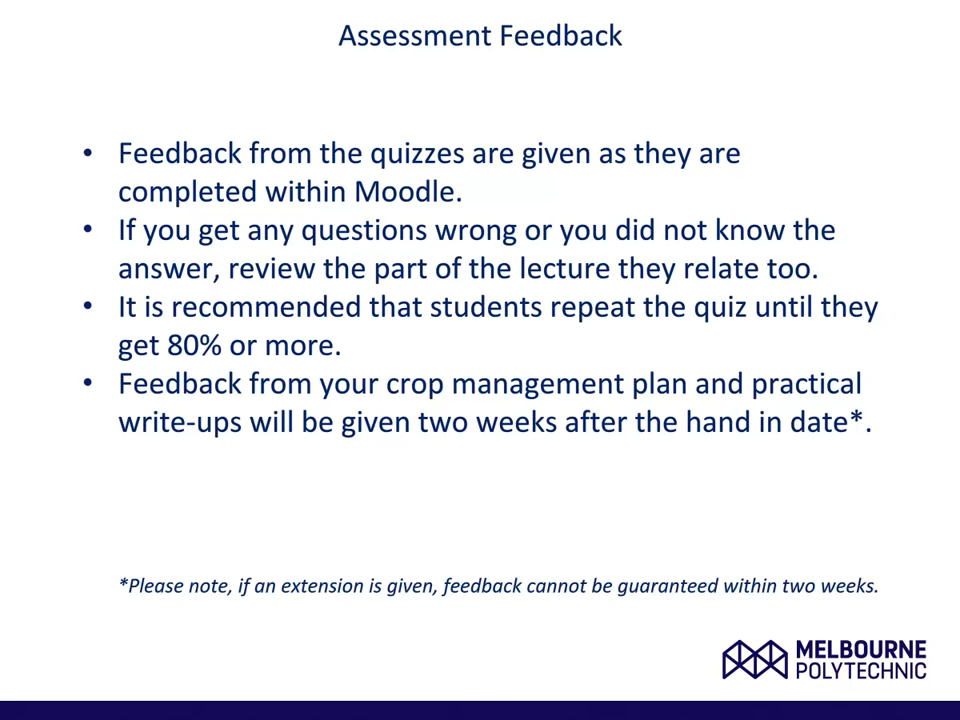 Assessment Feedback
• Feedback from the quizzes are given as they are
completed within Moodle.
• If you get any questions wrong or you did not know the
answer, review the part of the lecture they relate too.
• It is recommended that students repeat the quiz until they
get 80% or more.
• Feedback from your crop management plan and practical
write-ups will be given two weeks after the hand in date*.
*Please note, if an extension is given, feedback cannot be guaranteed within two weeks.
MELBOURNE
POLYTECHNIC